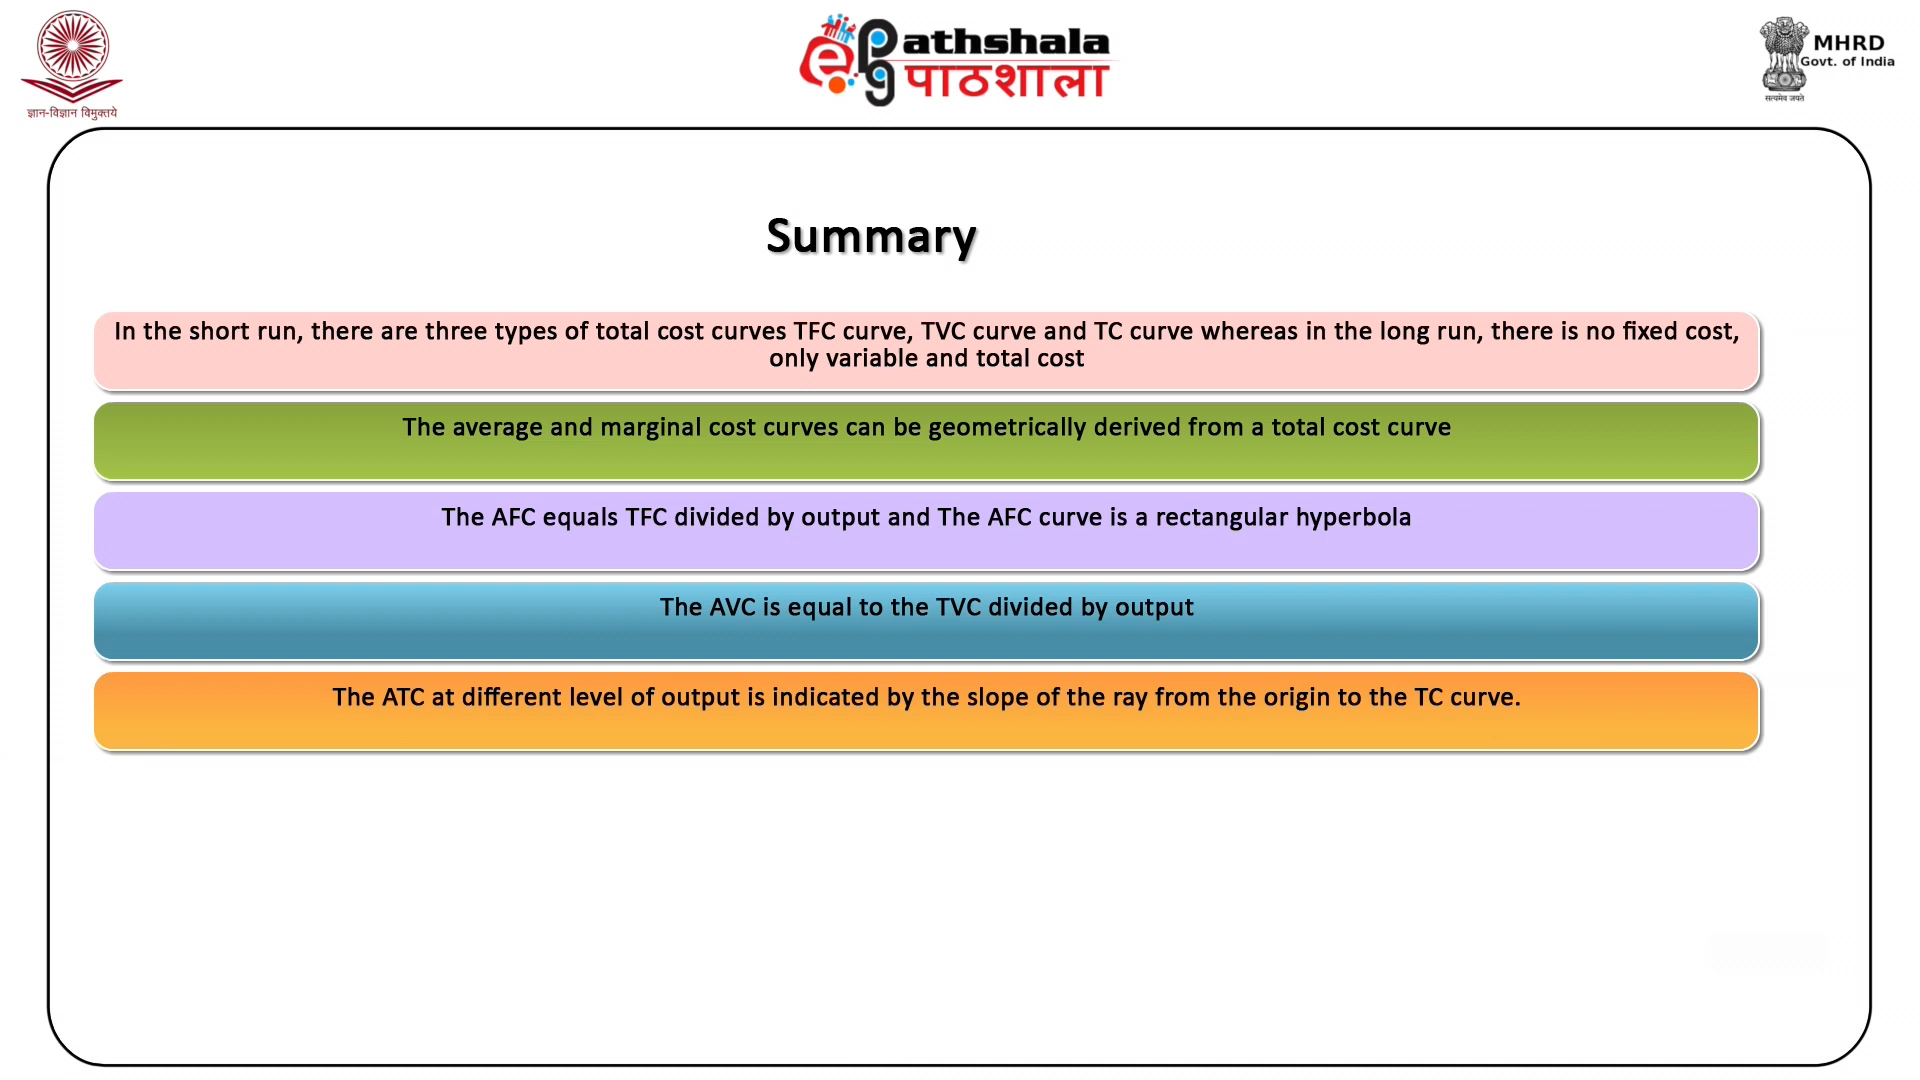 ज्ञान-विज्ञान विमुक्तये
ePG athshala
पाठशाला
MHRD
Govt. of India
सत्यमेव जयते
Summary
In the short run, there are three types of total cost curves TFC curve, TVC curve and TC curve whereas in the long run, there is no fixed cost,
only variable and total cost
The average and marginal cost curves can be geometrically derived from a total cost curve
The AFC equals TFC divided by output and The AFC curve is a rectangular hyperbola
The AVC is equal to the TVC divided by output
The ATC at different level of output is indicated by the slope of the ray from the origin to the TC curve.